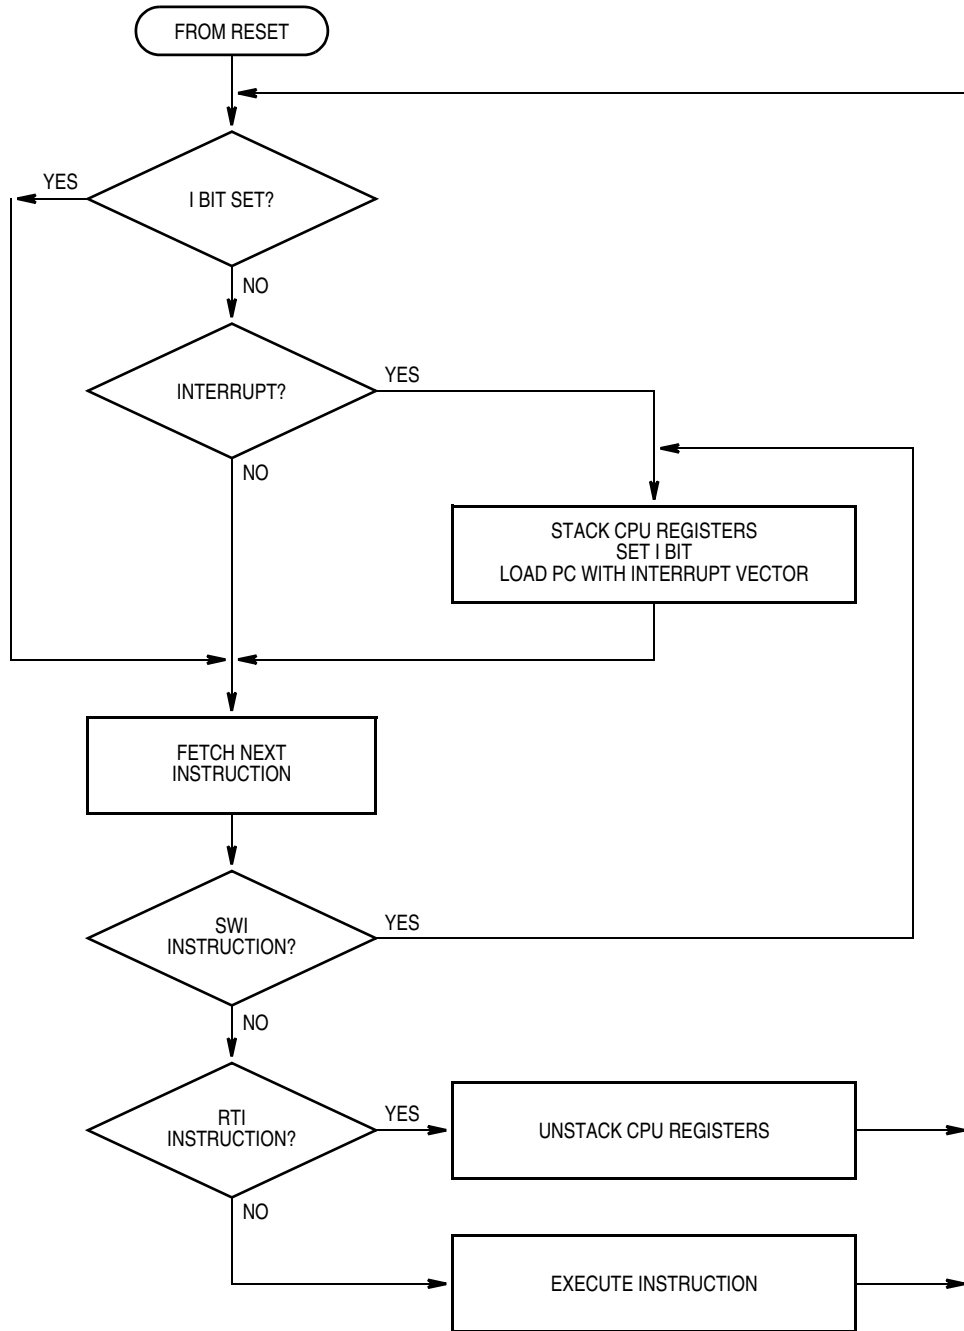 FROM RESET
YES
I BIT SET?
NO
INTERRUPT?
YES
NO
STACK CPU REGISTERS
SET I BIT
LOAD PC WITH INTERRUPT VECTOR
FETCH NEXT
INSTRUCTION
SWI
INSTRUCTION?
YES
NO
RTI
INSTRUCTION?
YES
UNSTACK CPU REGISTERS
NO
EXECUTE INSTRUCTION